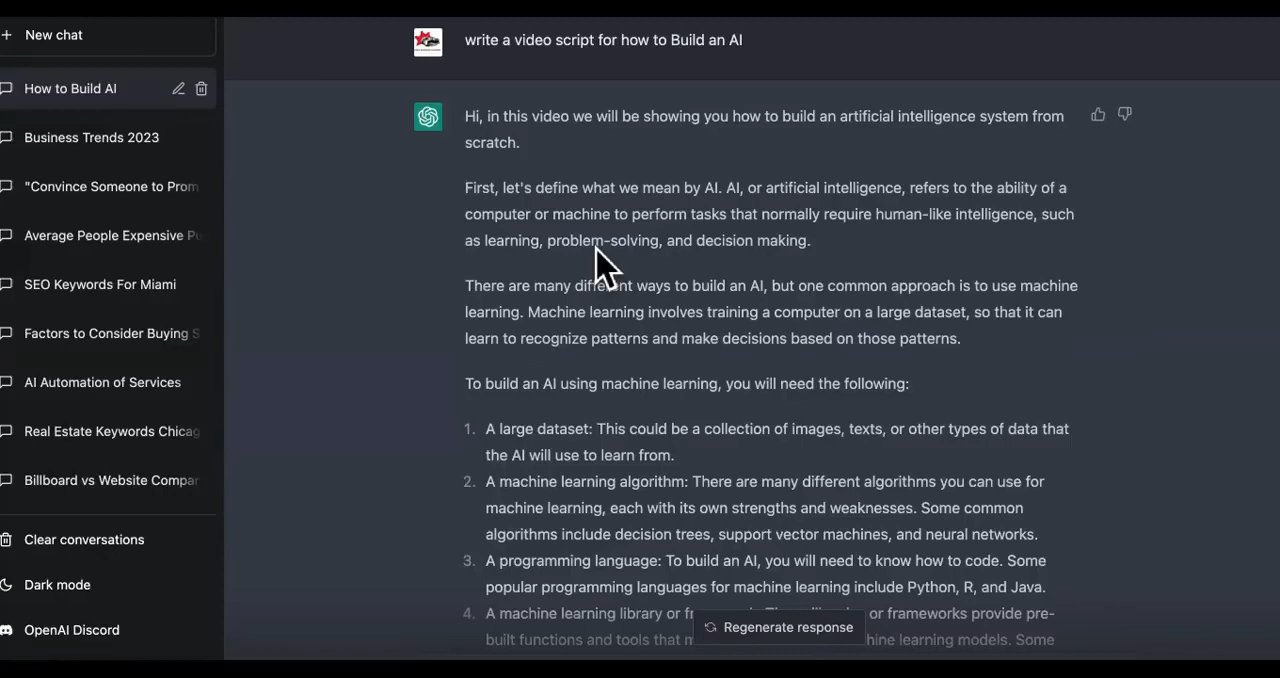 New chat
How to Build AI
Business Trends 2023
"Convince Someone to Prom
Average People Expensive Pu
SEO Keywords For Miami
Factors to Consider Buying S
AI Automation of Services
Real Estate Keywords Chicag
Billboard vs Website Compar
Clear conversations
Dark mode
OpenAI Discord
write a video script for how to Build an AI
Hi, in this video we will be showing you how to build an artificial intelligence system from
scratch.
First, let's define what we mean by AI. AI, or artificial intelligence, refers to the ability of a
computer or machine to perform tasks that normally require human-like intelligence, such
as learning, problem-solving, and decision making.
There are many different ways to build an AI, but one common approach is to use machine
learning. Machine learning involves training a computer on a large dataset, so that it can
learn to recognize patterns and make decisions based on those patterns.
To build an AI using machine learning, you will need the following:
1. A large dataset: This could be a collection of images, texts, or other types of data that
the AI will use to learn from.
2. A machine learning algorithm: There are many different algorithms you can use for
machine learning, each with its own strengths and weaknesses. Some common
algorithms include decision trees, support vector machines, and neural networks.
3. A programming language: To build an AI, you will need to know how to code. Some
popular programming languages for machine learning include Python, R, and Java.
4. A machine learning library or or frameworks provide pre-
built functions and tools that learning models. Some
Regenerate response